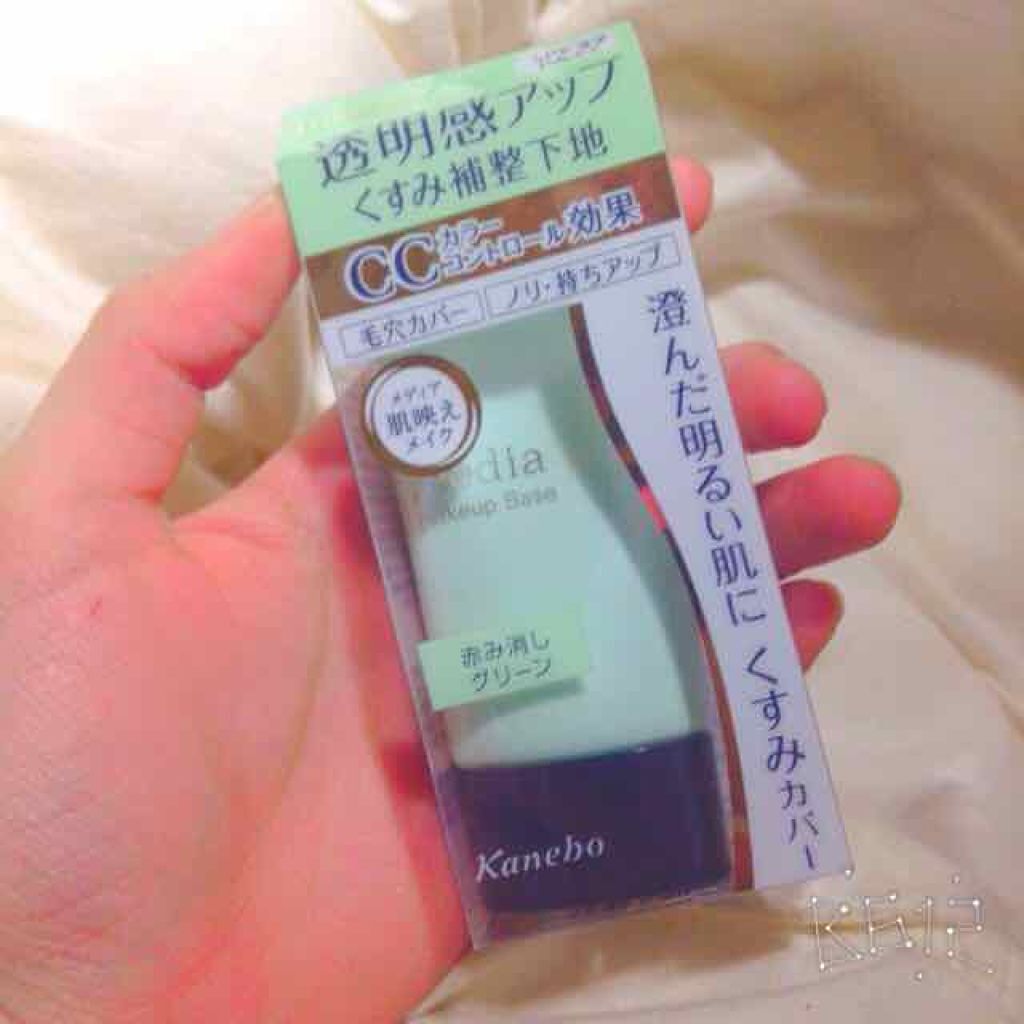 透明感アップ
くすみ補整下地
CCカラーコントロール効果
毛穴カバー
ノリ・持ちアップ
メディア
肌映え
メイク
澄んだ明るい肌に くすみカバー
赤み消し
グリーン
Kanebo